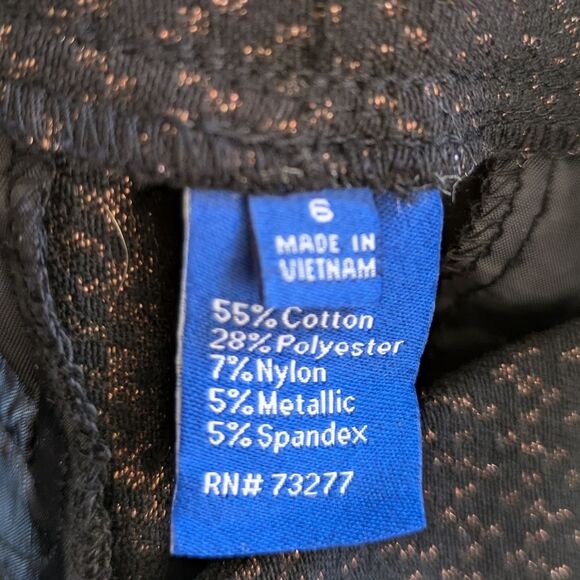 6
MADE IN
VIETNAM
55% Cotton
28% Polyester
7% Nylon
5% Metallic
5% Spandex
RN# 73277